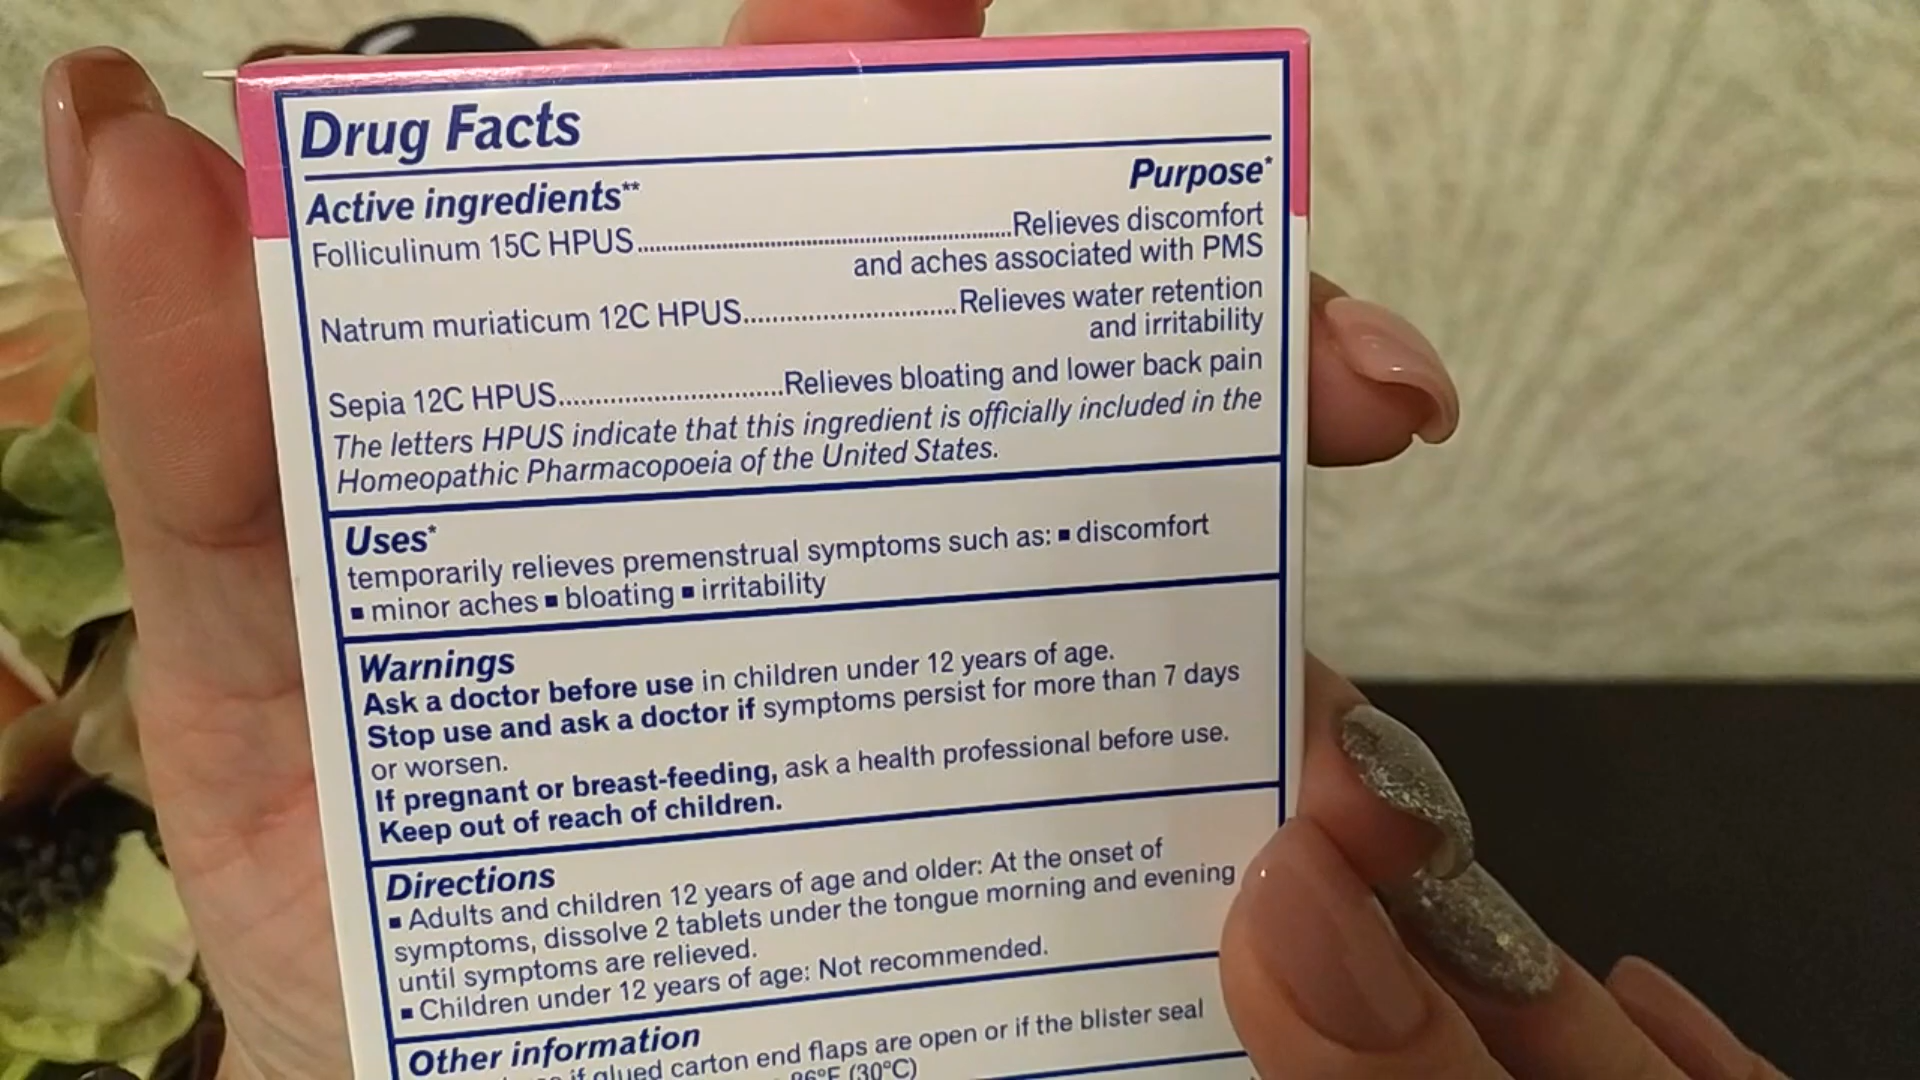 Drug Facts
Active ingredients** Purpose*
Folliculinum 15C HPUS..........Relieves discomfort
and aches associated with PMS
Natrum muriaticum 12C HPUS..........Relieves water retention
and irritability
Sepia 12C HPUS..........Relieves bloating and lower back pain
The letters HPUS indicate that this ingredient is officially included in the
Homeopathic Pharmacopoeia of the United States.
Uses*
temporarily relieves premenstrual symptoms such as: ▪ discomfort
▪ minor aches ▪ bloating ▪ irritability
Warnings
Ask a doctor before use in children under 12 years of age.
Stop use and ask a doctor if symptoms persist for more than 7 days
or worsen.
If pregnant or breast-feeding, ask a health professional before use.
Keep out of reach of children.
Directions
▪ Adults and children 12 years of age and older: At the onset of
symptoms, dissolve 2 tablets under the tongue morning and evening
until symptoms are relieved.
▪ Children under 12 years of age: Not recommended.
Other information
if glued carton end flaps are open or if the blister seal
86°F (30°C)